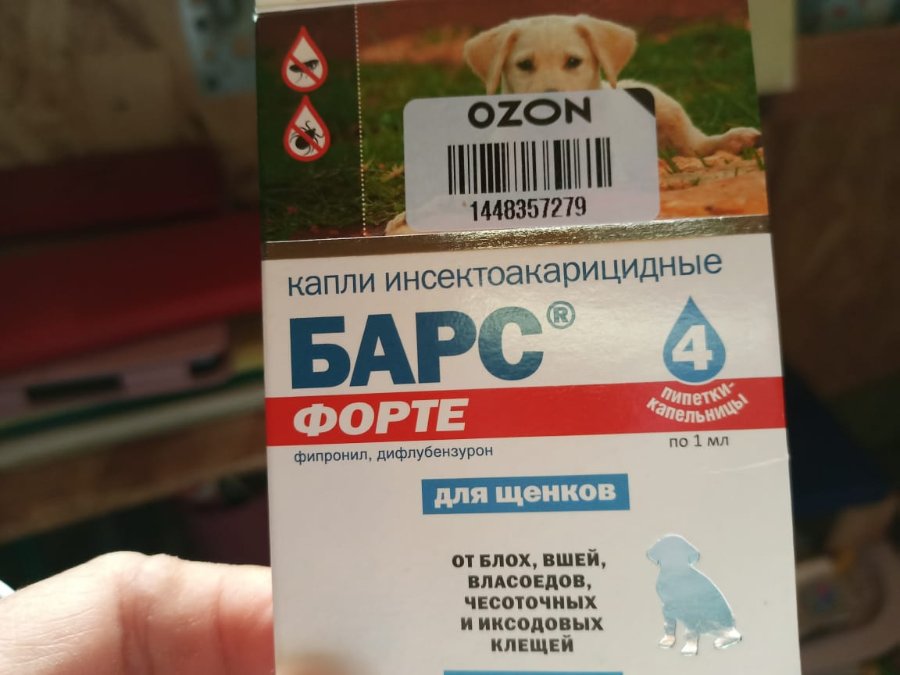 OZON
1448357279
капли инсектоакарицидные
БАРС®
4
пипетки-
капельницы
ФОРТЕ
по 1 мл
фипронил, дифлубензурон
для щенков
ОТ БЛОХ, ВШЕЙ,
ВЛАСОЕДОВ,
ЧЕСОТОЧНЫХ
И ИКСОДОВЫХ
КЛЕЩЕЙ